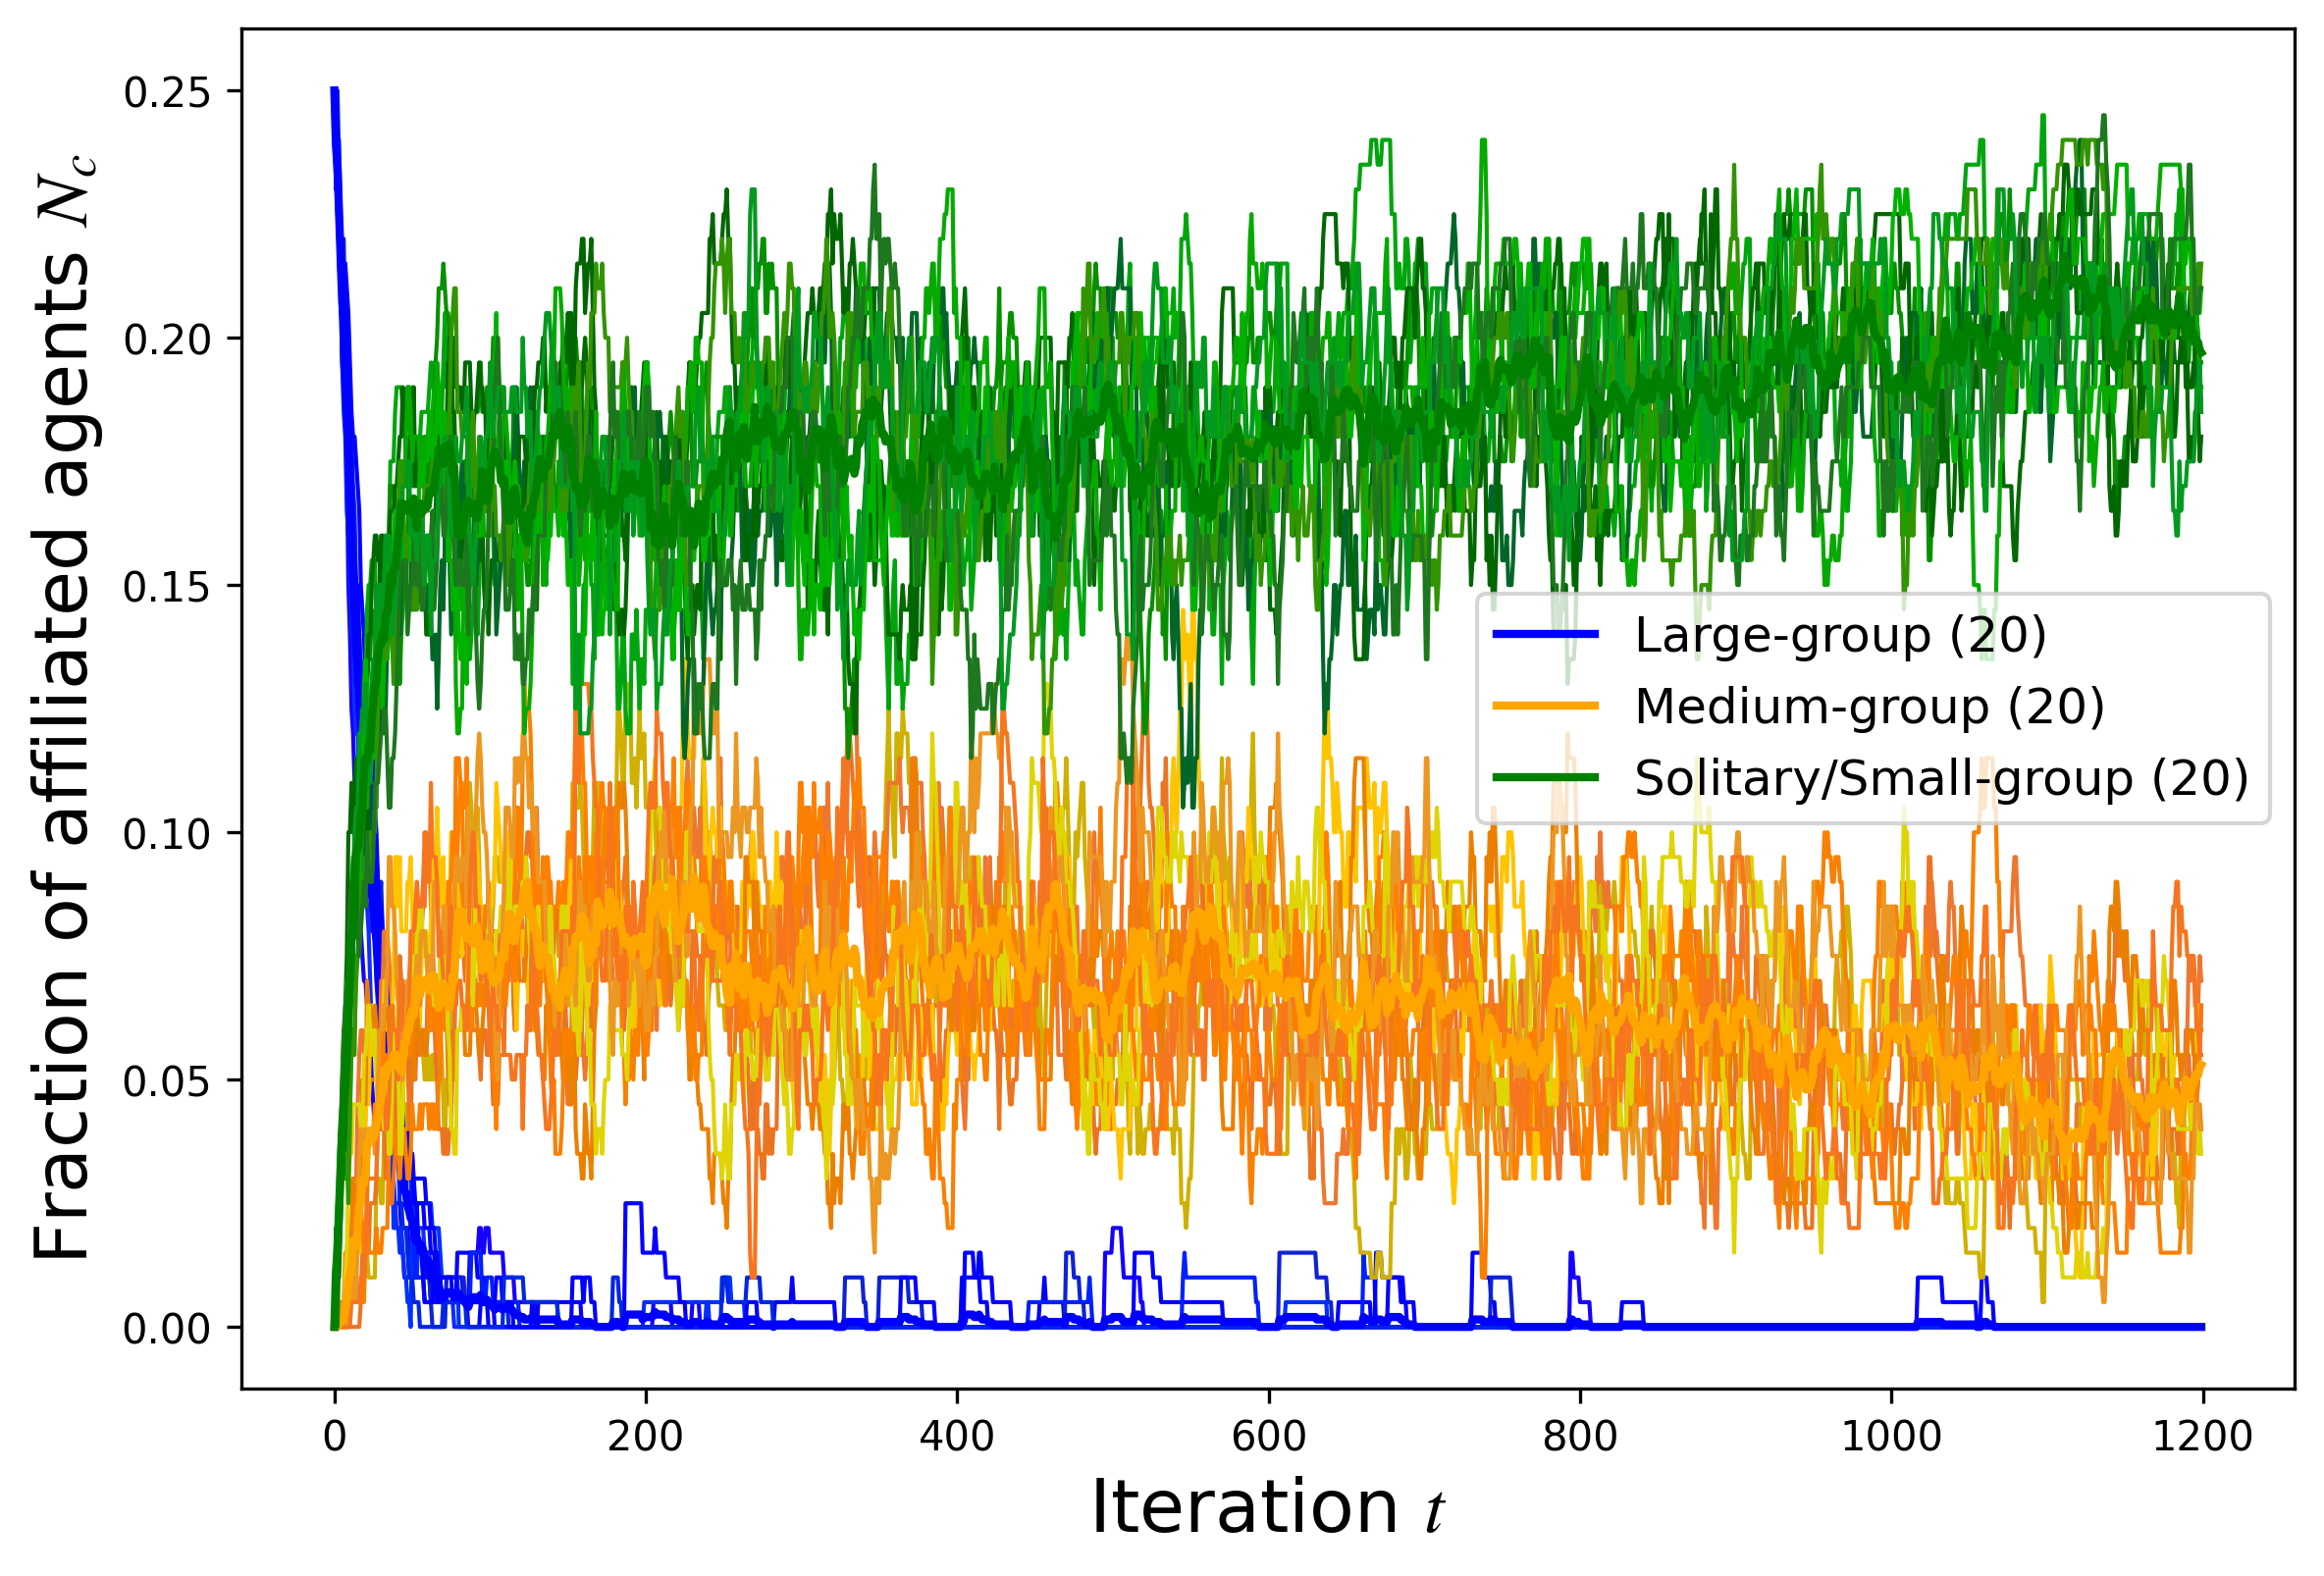 Fraction of affiliated agents N_c
0.25
0.20
0.15
0.10
0.05
0.00
Large-group (20)
Medium-group (20)
Solitary/Small-group (20)
0 200 400 600 800 1000 1200
Iteration t